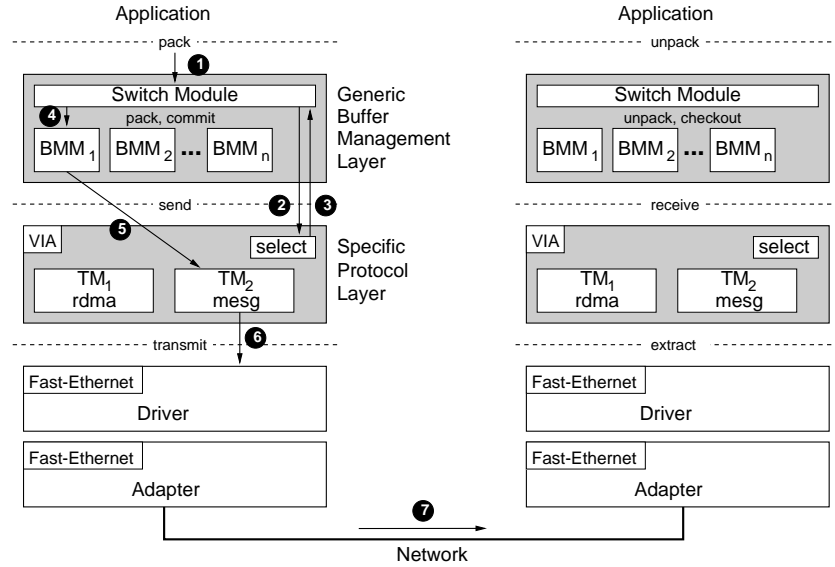 Application
Application
pack
unpack
1
Switch Module
4
pack, commit
BMM1 BMM2 ... BMMn
Generic
Buffer
Management
Layer
Switch Module
unpack, checkout
BMM1 BMM2 ... BMMn
send
2
3
receive
5
VIA
select
TM1
rdma
TM2
mesg
Specific
Protocol
Layer
VIA
select
TM1
rdma
TM2
mesg
transmit
6
extract
Fast-Ethernet
Driver
Fast-Ethernet
Driver
Fast-Ethernet
Adapter
Fast-Ethernet
Adapter
7
Network